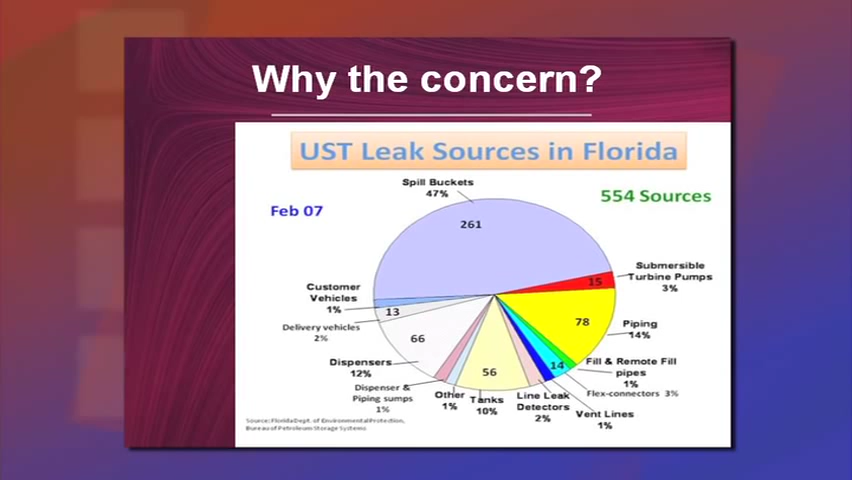 Why the concern?
UST Leak Sources in Florida
Feb 07
554 Sources
Spill Buckets
47%
261
Submersible
Turbine Pumps
3%
15
Piping
14%
78
Fill & Remote Fill
pipes
1%
Flex-connectors 3%
14
Vent Lines
1%
Line Leak
Detectors
2%
Tanks
10%
56
Other
1%
Dispenser &
Piping sumps
1%
Dispensers
12%
66
Delivery vehicles
2%
13
Customer
Vehicles
1%
Source: Florida Dept. of Environmental Protection,
Bureau of Petroleum Storage Systems